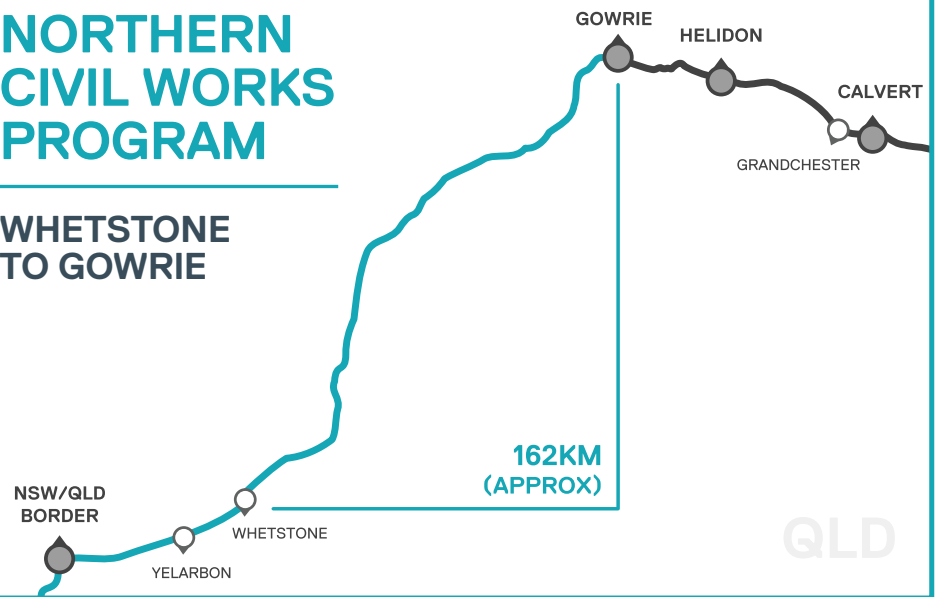 NORTHERN
CIVIL WORKS
PROGRAM
WHETSTONE
TO GOWRIE
GOWRIE
HELIDON
CALVERT
GRANDCHESTER
162KM
(APPROX)
NSW/QLD
BORDER
WHETSTONE
YELARBON
QLD